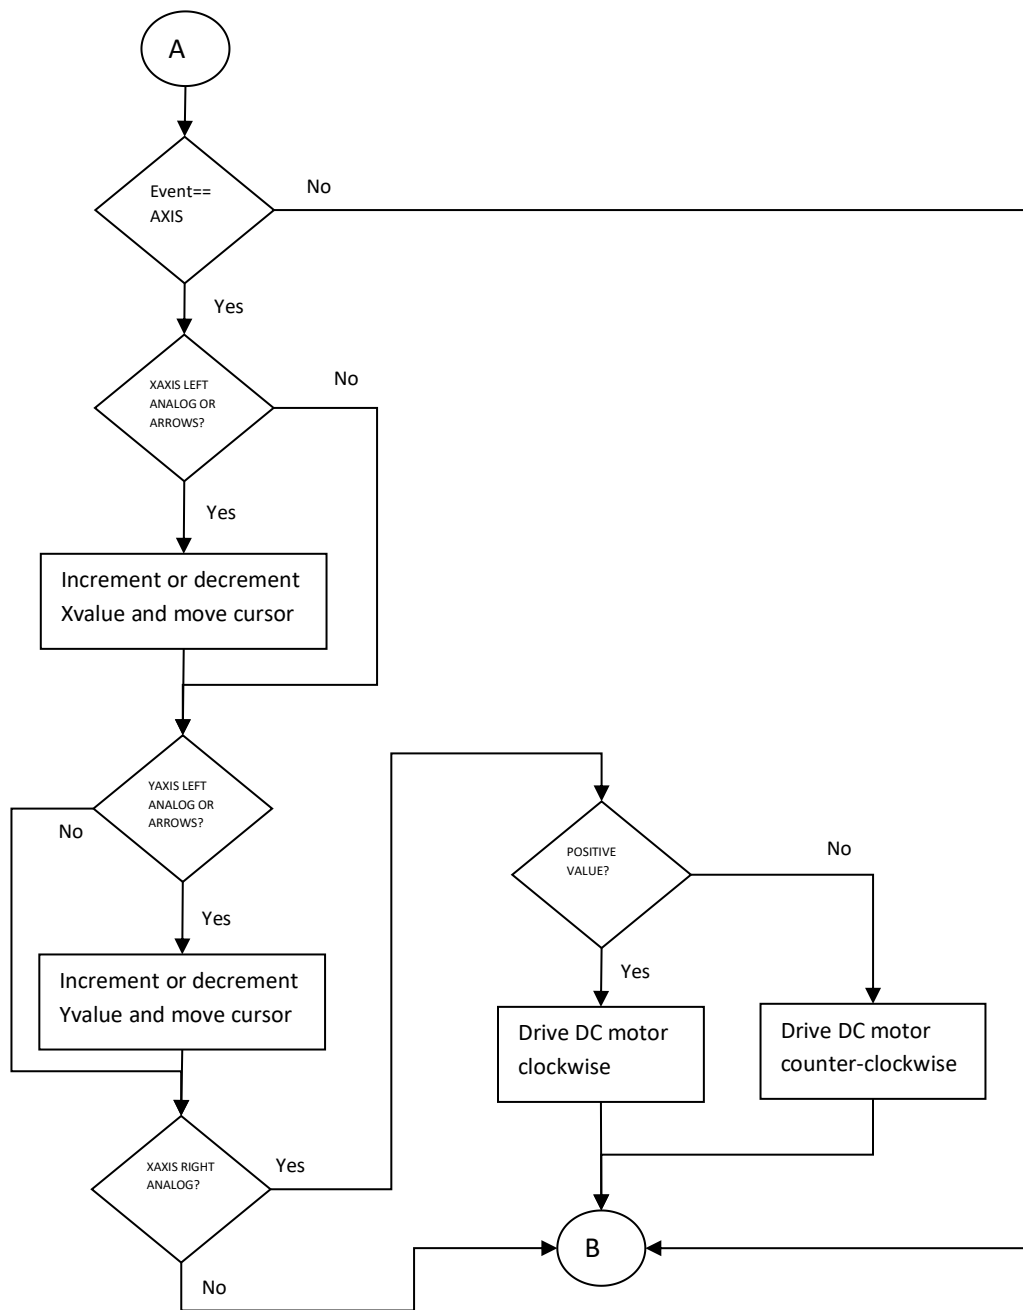 A
Event==
AXIS
No
Yes
XAXIS LEFT
ANALOG OR
ARROWS?
No
Yes
Increment or decrement
Xvalue and move cursor
YAXIS LEFT
ANALOG OR
ARROWS?
No
Yes
Increment or decrement
Yvalue and move cursor
XAXIS RIGHT
ANALOG?
Yes
No
POSITIVE
VALUE?
No
Yes
Drive DC motor
clockwise
Drive DC motor
counter-clockwise
B